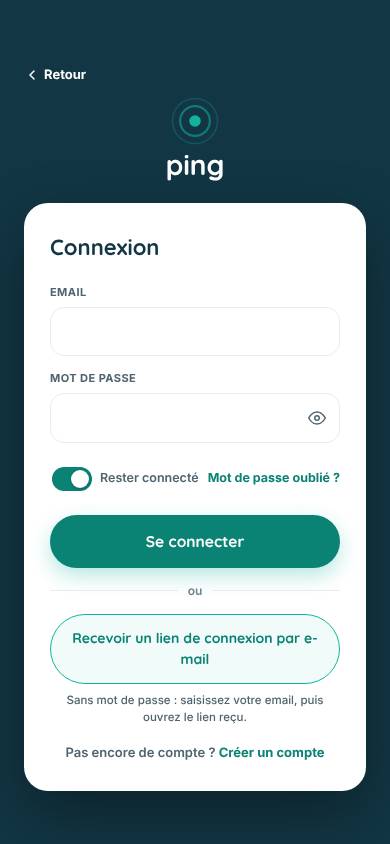 Retour
ping
Connexion
EMAIL
MOT DE PASSE
Rester connecté Mot de passe oublié ?
Se connecter
ou
Recevoir un lien de connexion par e-
mail
Sans mot de passe : saisissez votre email, puis
ouvrez le lien reçu.
Pas encore de compte ? Créer un compte